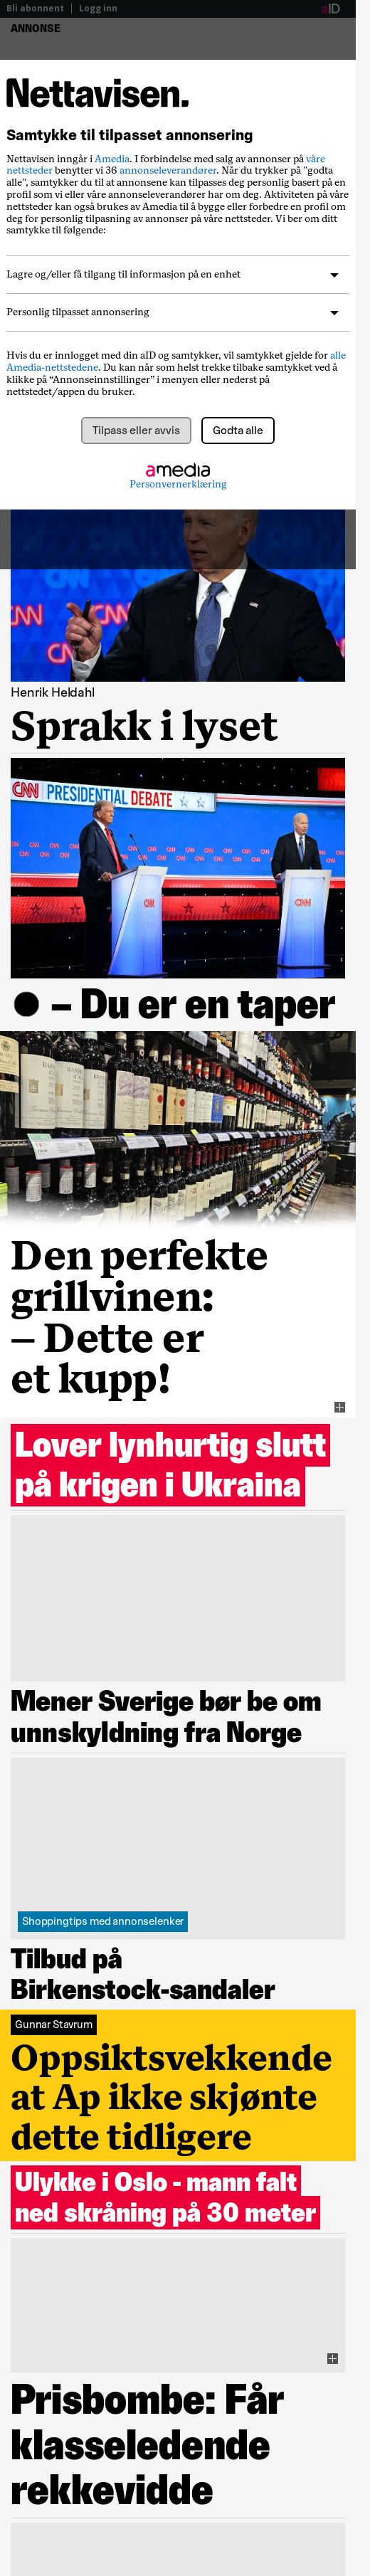 Bli abonnent | Logg inn
aID
ANNONSE
Nettavisen.
Samtykke til tilpasset annonsering
Nettavisen inngår i Amedia. I forbindelse med salg av annonser på våre
nettsteder benytter vi 36 annonseleverandører. Når du trykker på "godta
alle", samtykker du til at annonsene kan tilpasses deg personlig basert på en
profil som vi eller våre annonseleverandører har om deg. Aktiviteten på våre
nettsteder kan også brukes av Amedia til å bygge eller forbedre en profil om
deg for personlig tilpasning av annonser på våre nettsteder. Vi ber om ditt
samtykke til følgende:
Lagre og/eller få tilgang til informasjon på en enhet
Personlig tilpasset annonsering
Hvis du er innlogget med din aID og samtykker, vil samtykket gjelde for alle
Amedia-nettstedene. Du kan når som helst trekke tilbake samtykket ved å
klikke på “Annonseinnstillinger” i menyen eller nederst på
nettstedet/appen du bruker.
Tilpass eller avvis
Godta alle
amedia
Personvernerklæring
Henrik Heldahl
Sprakk i lyset
CNN PRESIDENTIAL DEBATE
CNN
CNN
– Du er en taper
Den perfekte
grillvinen:
– Dette er
et kupp!
Lover lynhurtig slutt
på krigen i Ukraina
Mener Sverige bør be om
unnskyldning fra Norge
Shoppingtips med annonselenker
Tilbud på
Birkenstock-sandaler
Gunnar Stavrum
Oppsiktsvekkende
at Ap ikke skjønte
dette tidligere
Ulykke i Oslo - mann falt
ned skråning på 30 meter
Prisbombe: Får
klasseledende
rekkevidde